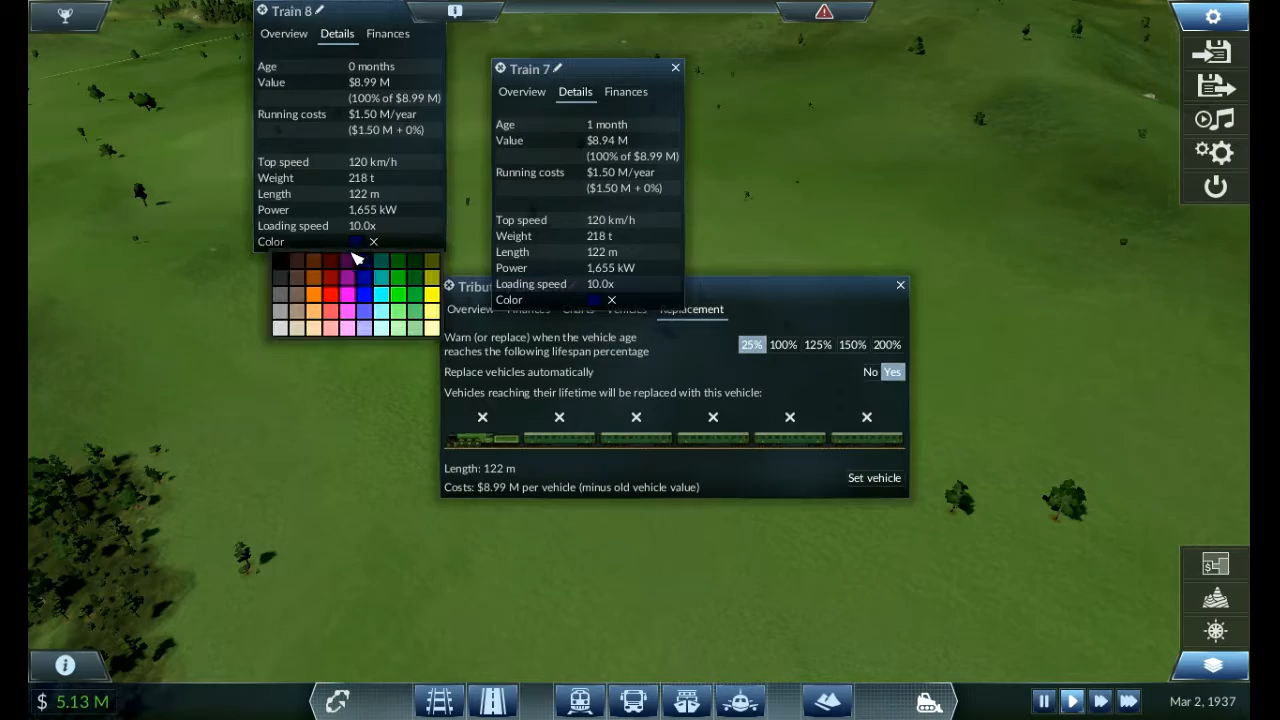 Train 8
Overview Details Finances
Age 0 months
Value $8.99 M
(100% of $8.99 M)
Running costs $1.50 M/year
($1.50 M + 0%)
Top speed 120 km/h
Weight 218 t
Length 122 m
Power 1,655 kW
Loading speed 10.0x
Color
Train 7
Overview Details Finances
Age 1 month
Value $8.94 M
(100% of $8.99 M)
Running costs $1.50 M/year
($1.50 M + 0%)
Top speed 120 km/h
Weight 218 t
Length 122 m
Power 1,655 kW
Loading speed 10.0x
Color
Overview Finances Charts Vehicles Replacement
Warn (or replace) when the vehicle age
reaches the following lifespan percentage
25% 100% 125% 150% 200%
Replace vehicles automatically No Yes
Vehicles reaching their lifetime will be replaced with this vehicle:
Length: 122 m
Costs: $8.99 M per vehicle (minus old vehicle value)
Set vehicle
$ 5.13 M
Mar 2, 1937